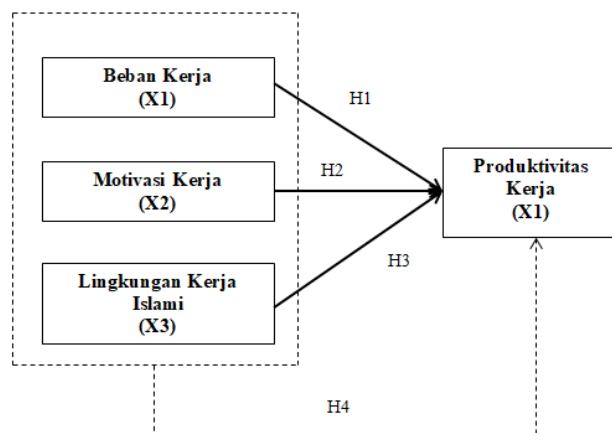 Beban Kerja
(X1)
H1
Motivasi Kerja
(X2)
H2
Produktivitas
Kerja
(X1)
Lingkungan Kerja
Islami
(X3)
H3
H4